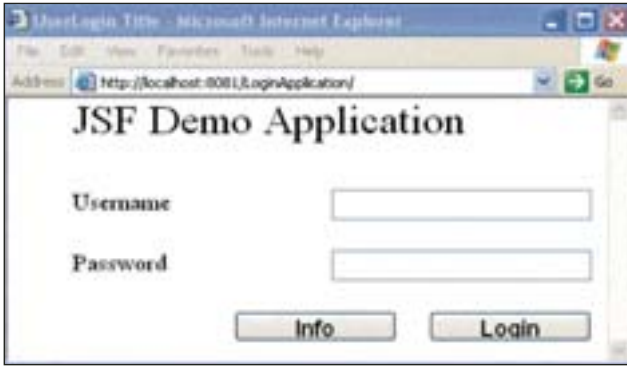 UserLogin Title - Microsoft Internet Explorer
File Edit View Favorites Tools Help
Address http://localhost:8081/LoginApplication/ Go
JSF Demo Application
Username
Password
Info Login